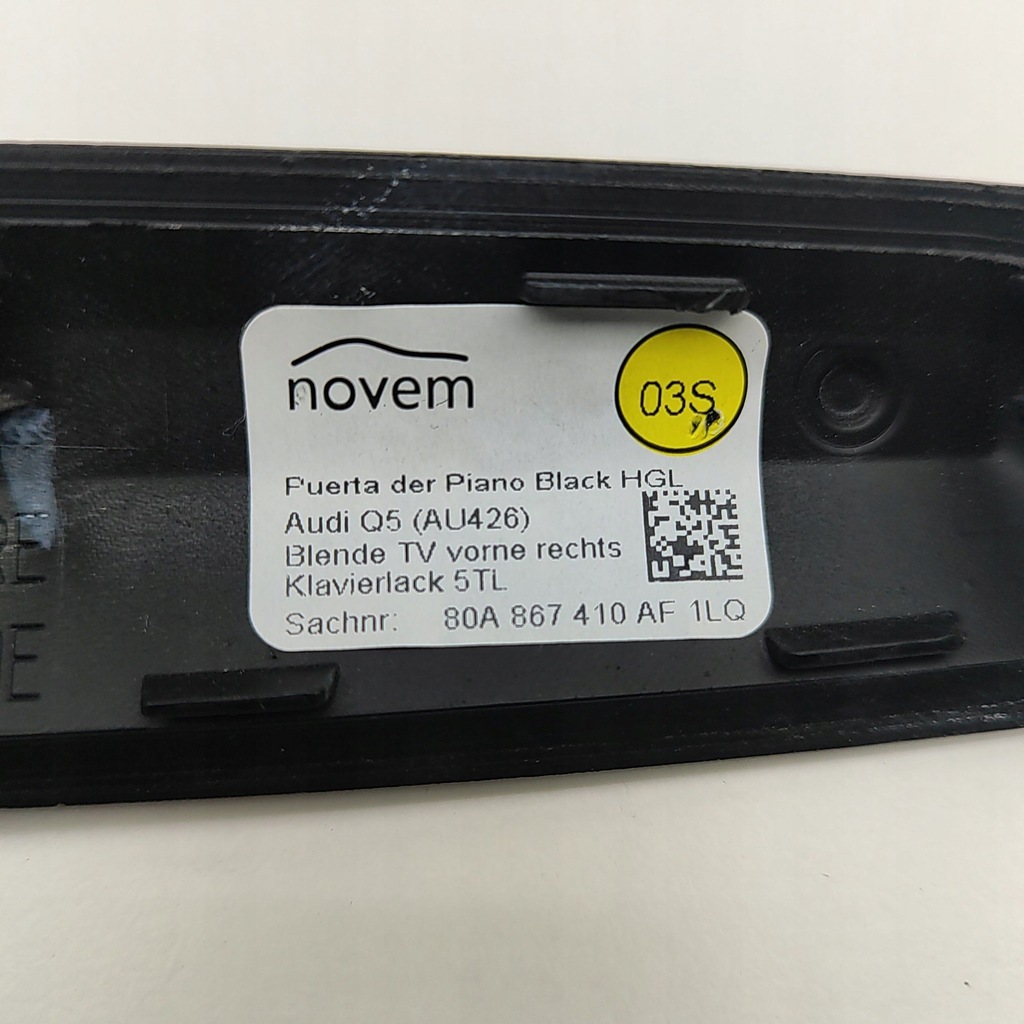 novem
03S
Puerta der Piano Black HGL
Audi Q5 (AU426)
Blende TV vorne rechts
Klavierlack 5TL
Sachnr: 80A 867 410 AF 1LQ